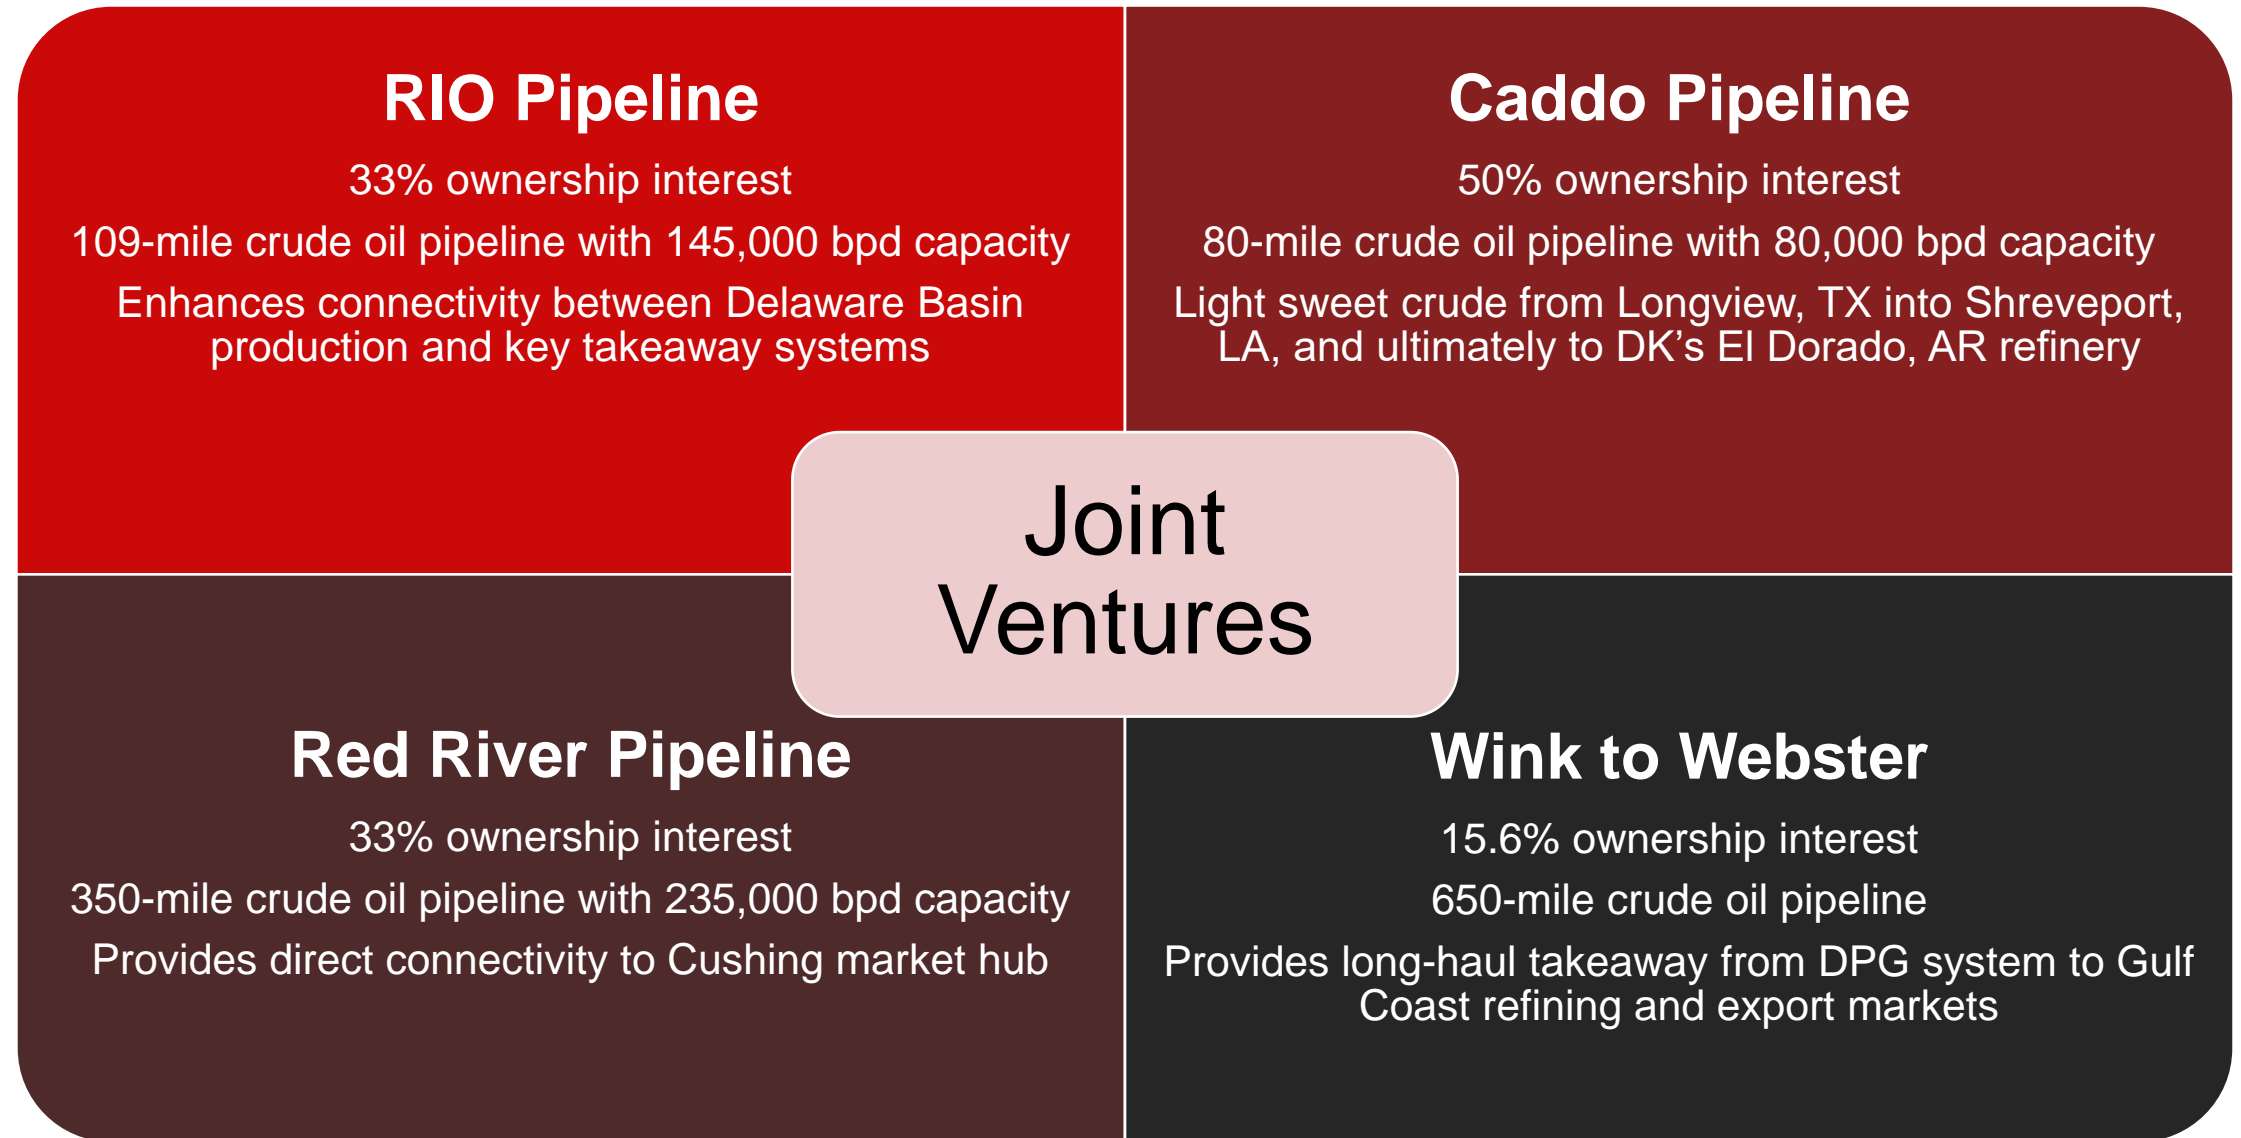 RIO Pipeline
33% ownership interest
109-mile crude oil pipeline with 145,000 bpd capacity
Enhances connectivity between Delaware Basin
production and key takeaway systems
Caddo Pipeline
50% ownership interest
80-mile crude oil pipeline with 80,000 bpd capacity
Light sweet crude from Longview, TX into Shreveport,
LA, and ultimately to DK’s El Dorado, AR refinery
Joint
Ventures
Red River Pipeline
33% ownership interest
350-mile crude oil pipeline with 235,000 bpd capacity
Provides direct connectivity to Cushing market hub
Wink to Webster
15.6% ownership interest
650-mile crude oil pipeline
Provides long-haul takeaway from DPG system to Gulf
Coast refining and export markets